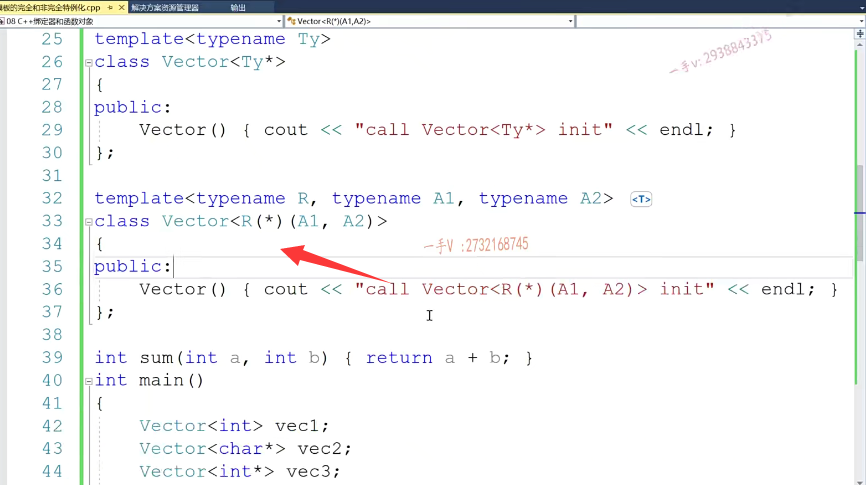 模板的完全和非完全特例化.cpp 解决方案资源管理器 输出
08 C++绑定器和函数对象 Vector<R(*)(A1,A2)>
一手v: 2938843375
25 template<typename Ty>
26 class Vector<Ty*>
27 {
28 public:
29 Vector() { cout << "call Vector<Ty*> init" << endl; }
30 };
31
32 template<typename R, typename A1, typename A2> <T>
33 class Vector<R(*)(A1, A2)>
34 {
一手V :2732168745
35 public:
36 Vector() { cout << "call Vector<R(*)(A1, A2)> init" << endl; }
37 };
38
39 int sum(int a, int b) { return a + b; }
40 int main()
41 {
42 Vector<int> vec1;
43 Vector<char*> vec2;
44 Vector<int*> vec3;